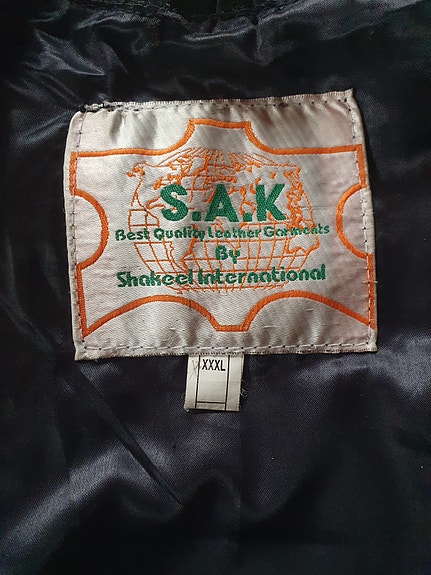 S.A.K
Best Quality Leather Garments
By
Shakeel International
XXXL